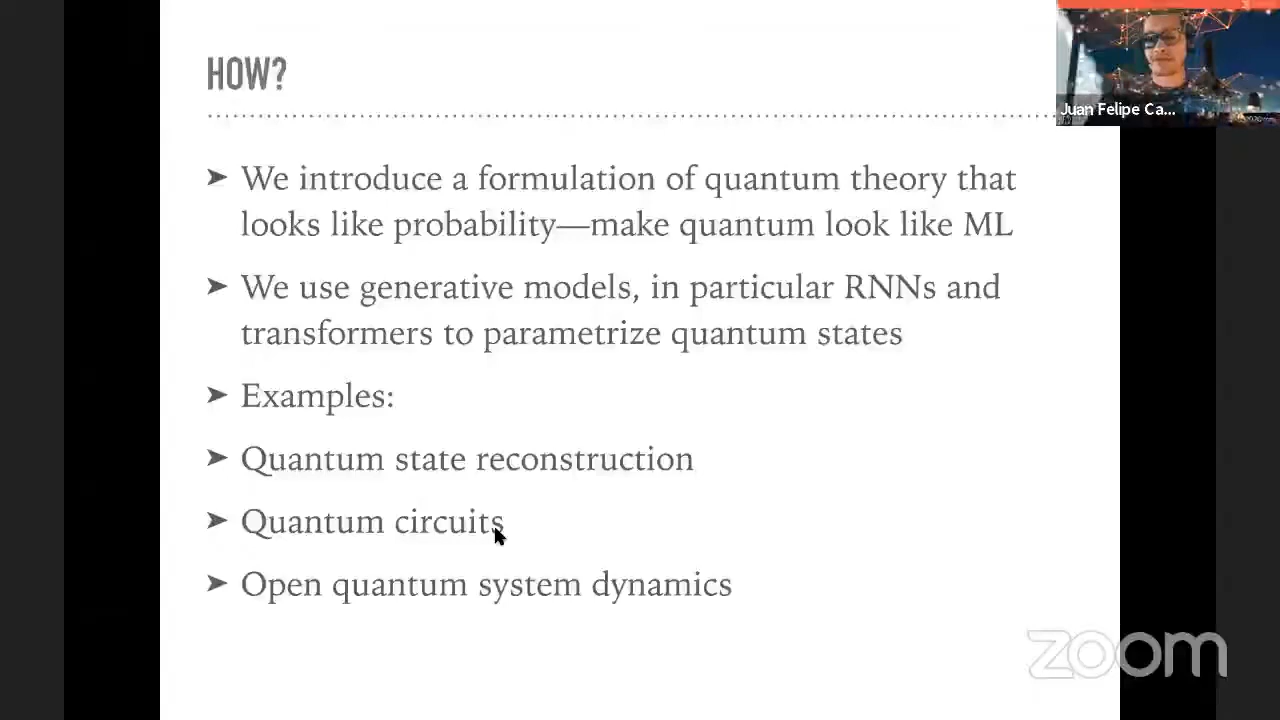 HOW?
➤ We introduce a formulation of quantum theory that
looks like probability—make quantum look like ML
➤ We use generative models, in particular RNNs and
transformers to parametrize quantum states
➤ Examples:
➤ Quantum state reconstruction
➤ Quantum circuits
➤ Open quantum system dynamics
Juan Felipe Ca...
zoom